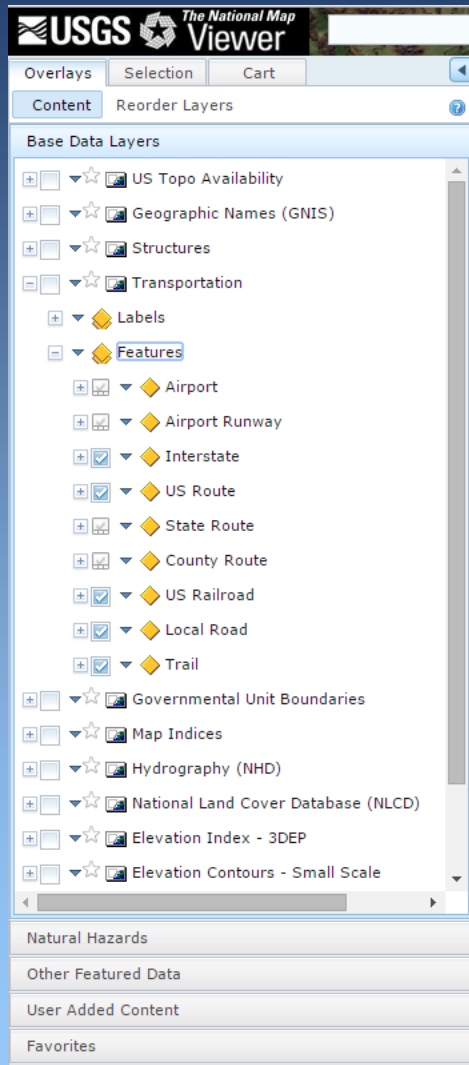 USGS The National Map
Viewer
Overlays Selection Cart
Content Reorder Layers
Base Data Layers
US Topo Availability
Geographic Names (GNIS)
Structures
Transportation
Labels
Features
Airport
Airport Runway
Interstate
US Route
State Route
County Route
US Railroad
Local Road
Trail
Governmental Unit Boundaries
Map Indices
Hydrography (NHD)
National Land Cover Database (NLCD)
Elevation Index - 3DEP
Elevation Contours - Small Scale
Natural Hazards
Other Featured Data
User Added Content
Favorites